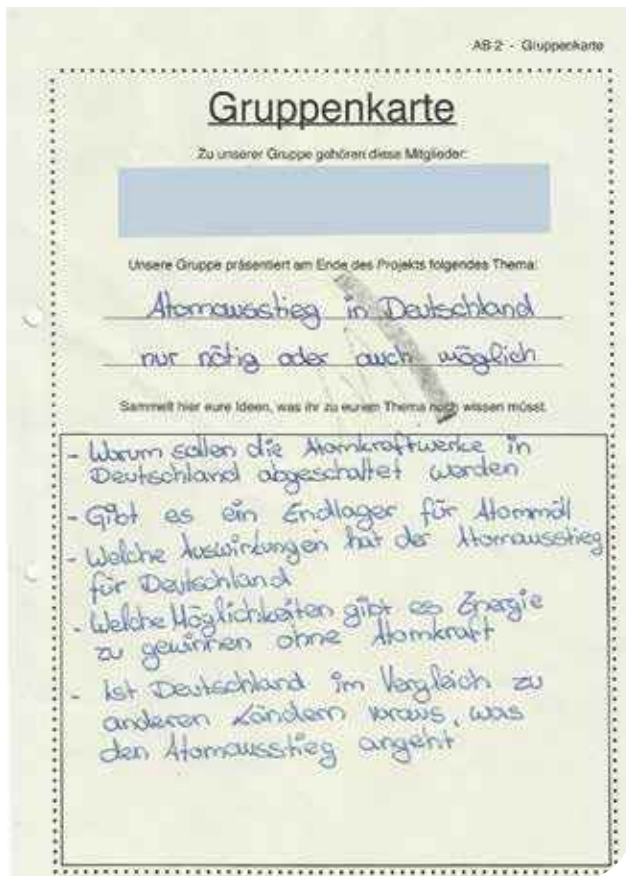 AB 2 - Gruppenkarte
Gruppenkarte
Zu unserer Gruppe gehören diese Mitglieder:
Unsere Gruppe präsentiert am Ende des Projekts folgendes Thema:
Atomausstieg in Deutschland
nur nötig oder auch möglich
Sammelt hier eure Ideen, was ihr zu eurem Thema noch wissen müsst.
- Warum sollen die Atomkraftwerke in
Deutschland abgeschaltet werden
- Gibt es ein Endlager für Atommüll
- Welche Auswirkungen hat der Atomausstieg
für Deutschland
- Welche Möglichkeiten gibt es Energie
zu gewinnen ohne Atomkraft
- Ist Deutschland im Vergleich zu
anderen Ländern voraus, was
den Atomausstieg angeht